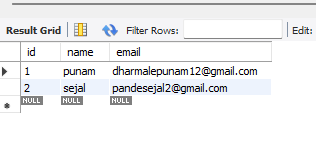 Result Grid Filter Rows: Edit:
id name email
1 punam dharmalepunam12@gmail.com
2 sejal pandesejal2@gmail.com
NULL NULL NULL